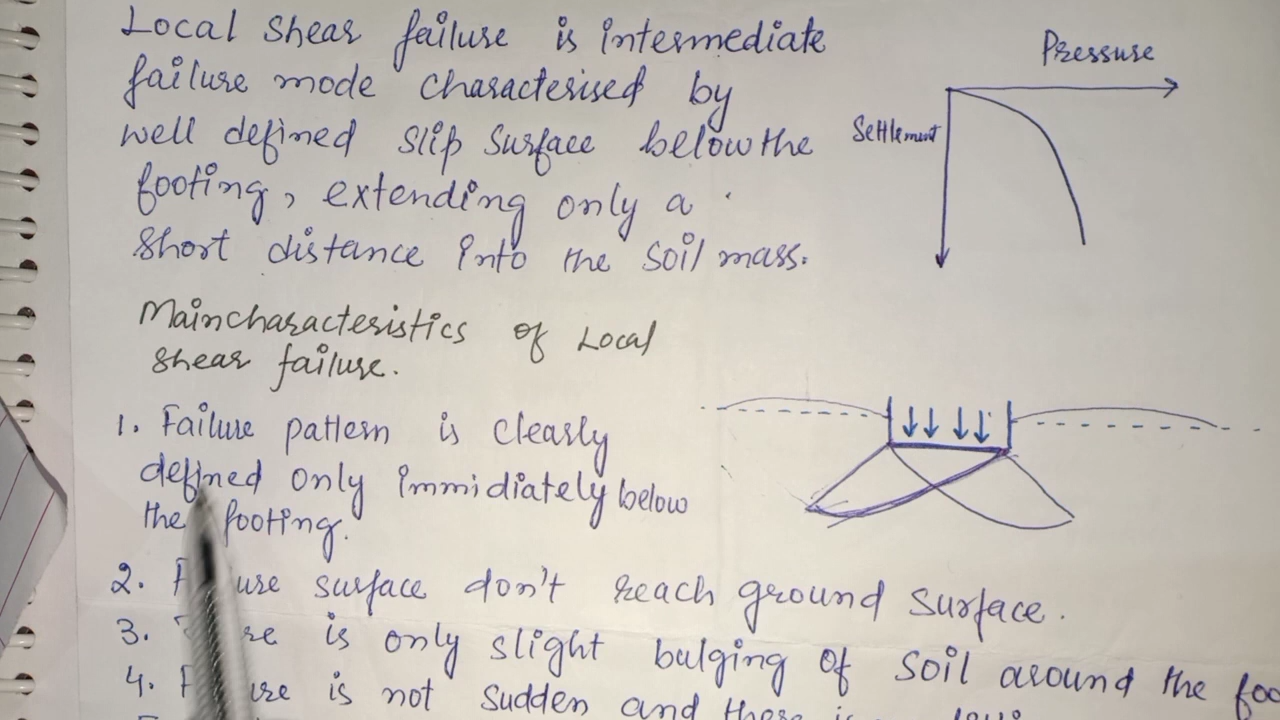 Local Shear failure is intermediate
failure mode characterised by
well defined slip surface below the
footing, extending only a
short distance into the soil mass.
Pressure
Settlement
Main characteristics of Local
shear failure.
1. Failure pattern is clearly
defined only immidiately below
the footing.
2. surface don't reach ground surface.
3. is only slight bulging of soil around the
4. is not sudden and there is